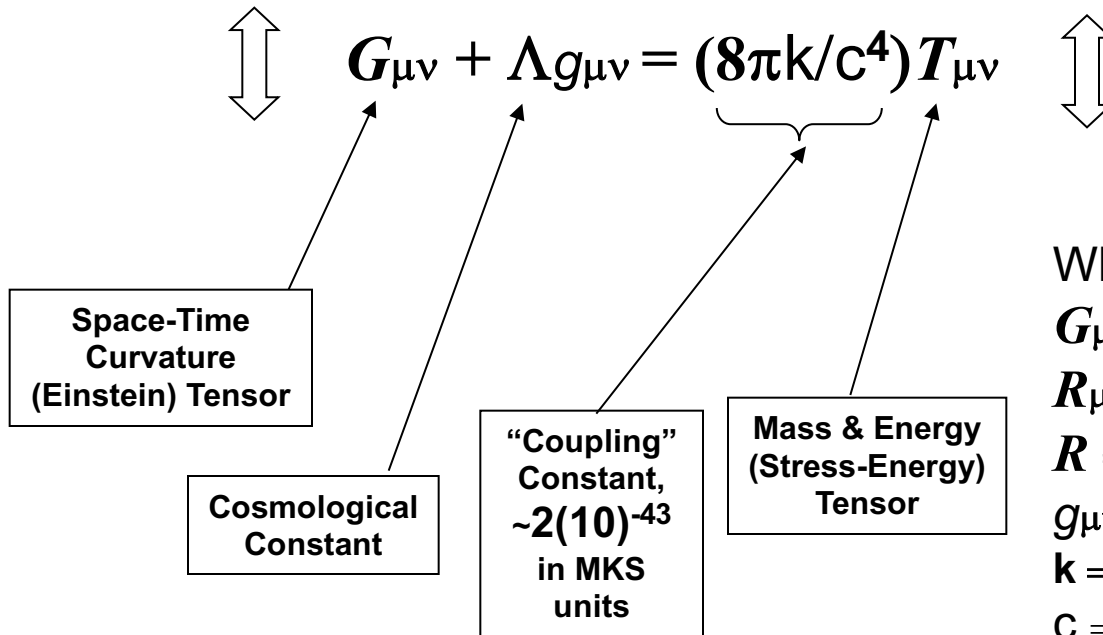 Gμν + Λgμν = (8πk/c⁴)Tμν
Space-Time
Curvature
(Einstein) Tensor
Cosmological
Constant
“Coupling”
Constant,
~2(10)⁻⁴³
in MKS
units
Mass & Energy
(Stress-Energy)
Tensor
Gμ
Rμ
R
gμν
k =
c =